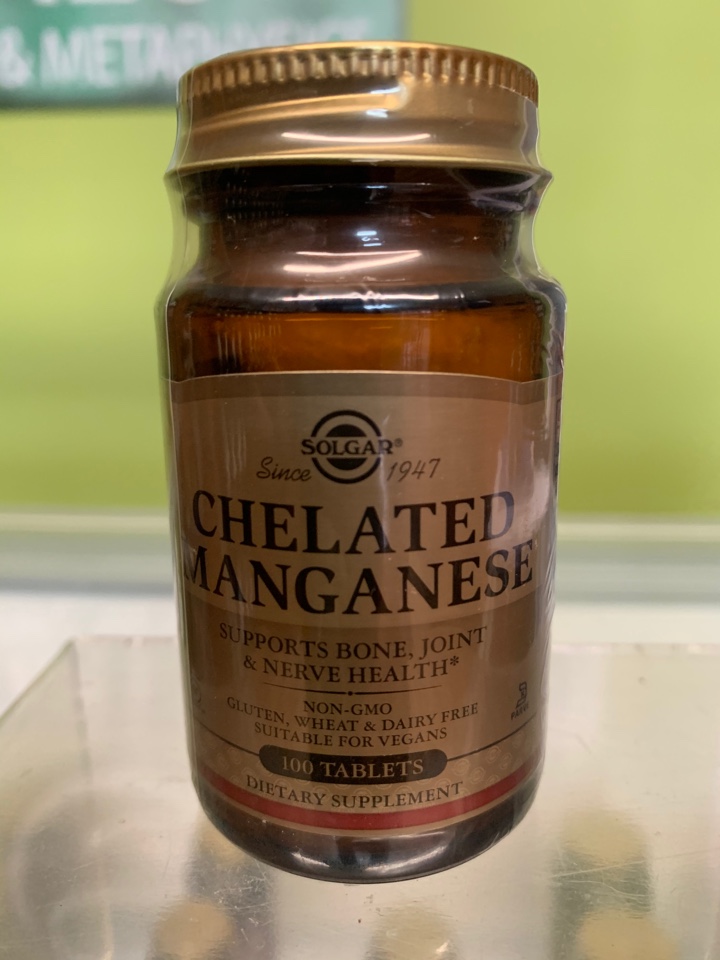 SOLGAR®
Since 1947
CHELATED
MANGANESE
SUPPORTS BONE, JOINT
& NERVE HEALTH*
NON-GMO
GLUTEN, WHEAT & DAIRY FREE
SUITABLE FOR VEGANS
100 TABLETS
DIETARY SUPPLEMENT